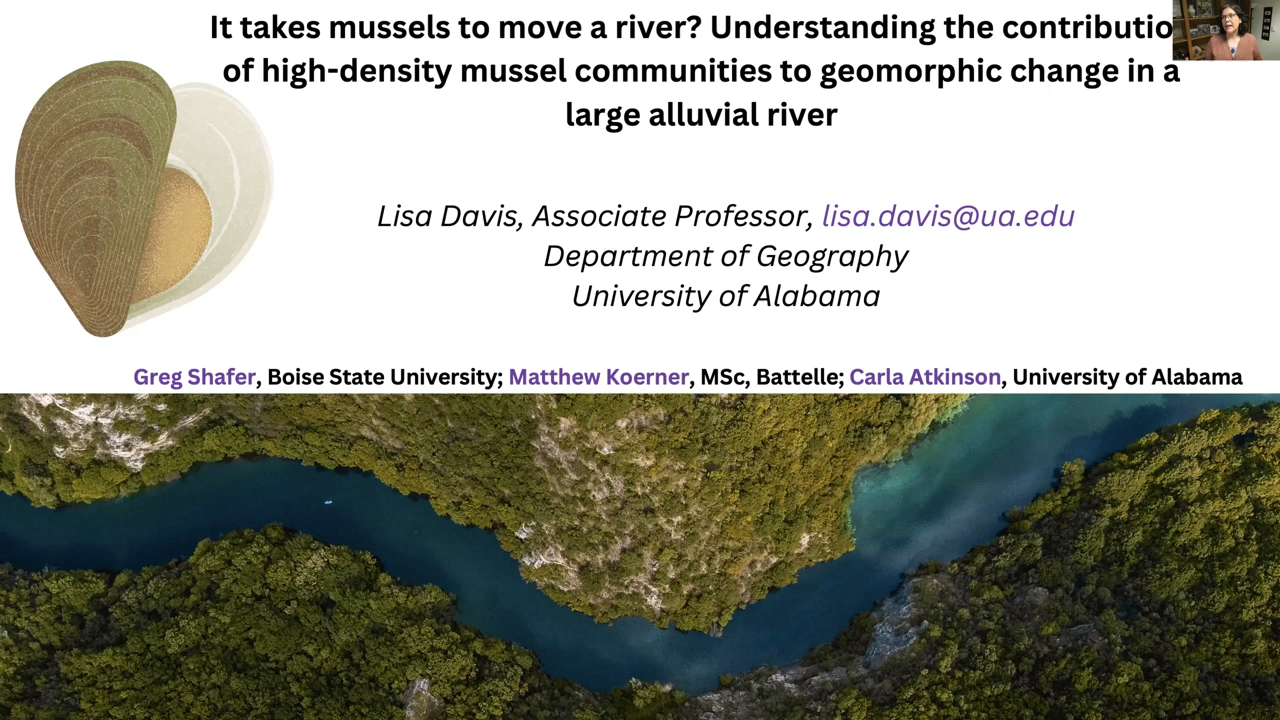 It takes mussels to move a river? Understanding the contributio
of high-density mussel communities to geomorphic change in a
large alluvial river
Lisa Davis, Associate Professor, lisa.davis@ua.edu
Department of Geography
University of Alabama
Greg Shafer, Boise State University; Matthew Koerner, MSc, Battelle; Carla Atkinson, University of Alabama